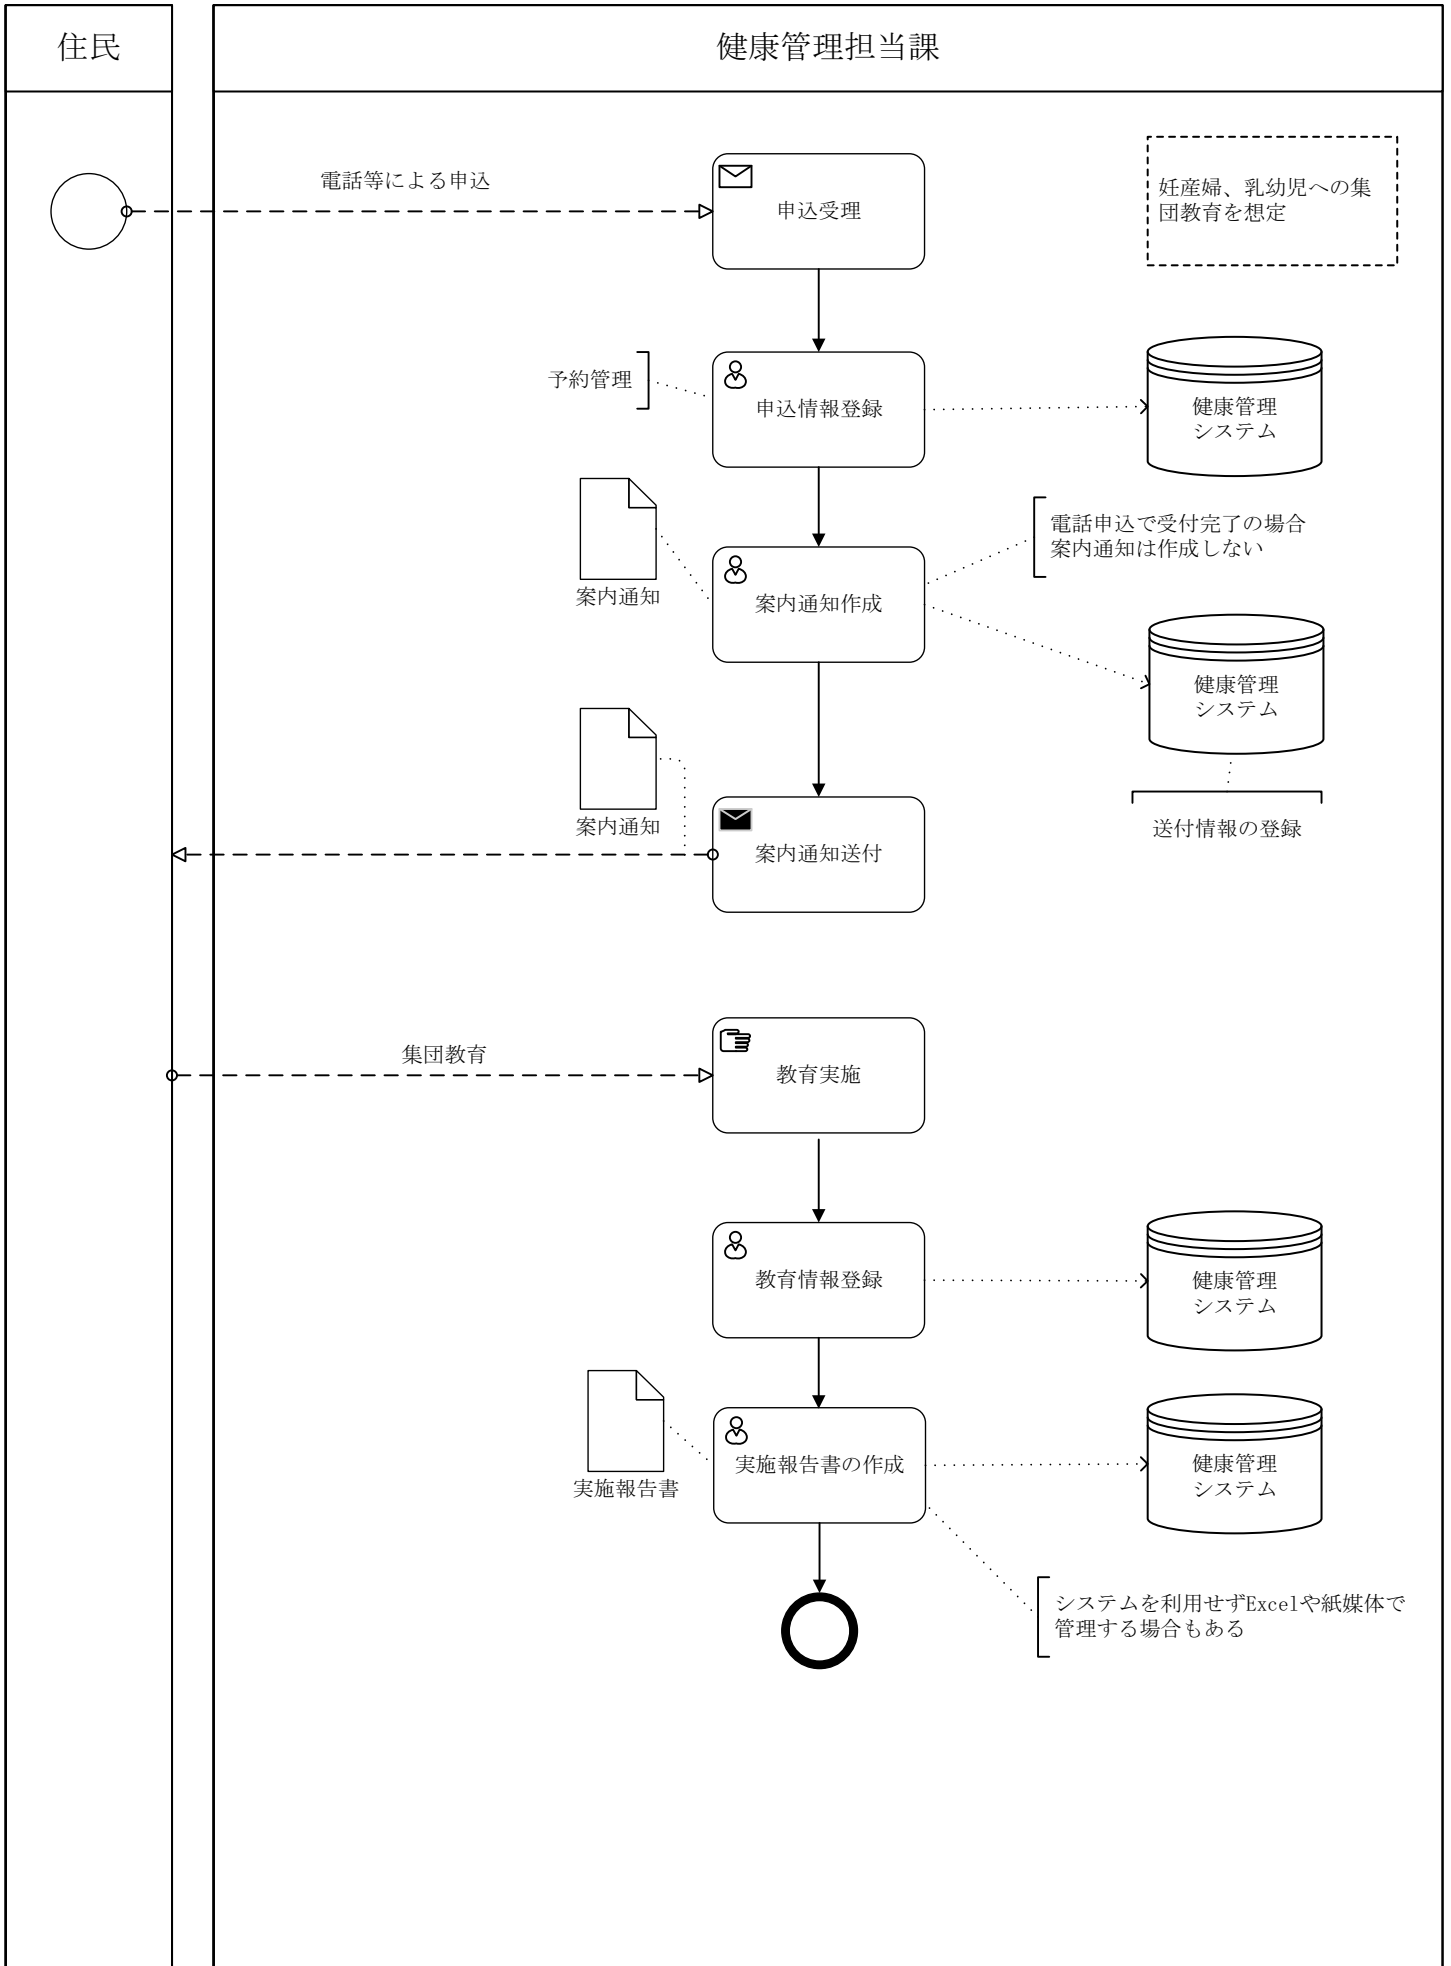 住民
健康管理担当課
電話等による申込
申込受理
妊産婦、乳幼児への集
団教育を想定
予約管理
申込情報登録
健康管理
システム
電話申込で受付完了の場合
案内通知は作成しない
案内通知
案内通知作成
健康管理
システム
案内通知
案内通知送付
送付情報の登録
集団教育
教育実施
教育情報登録
健康管理
システム
実施報告書
実施報告書の作成
健康管理
システム
システムを利用せずExcelや紙媒体で
管理する場合もある